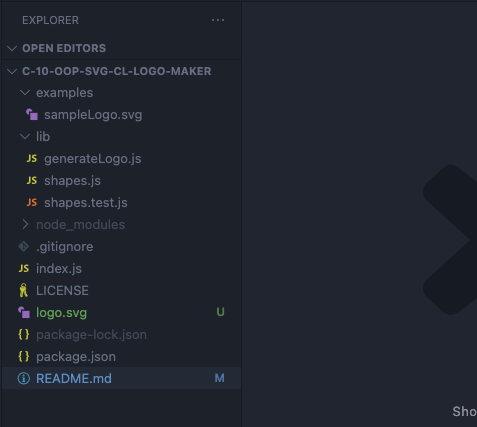 EXPLORER ...
OPEN EDITORS
C-10-OOP-SVG-CL-LOGO-MAKER
examples
sampleLogo.svg
lib
JS generateLogo.js
JS shapes.js
JS shapes.test.js
node_modules
.gitignore
JS index.js
LICENSE
logo.svg U
{} package-lock.json
{} package.json
README.md M
Sho